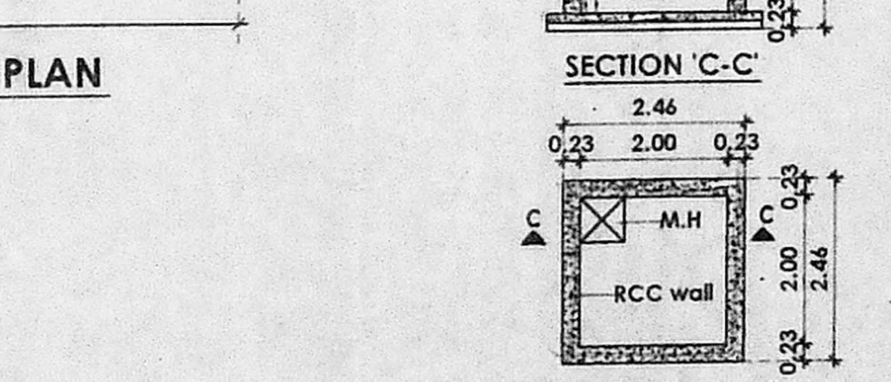 0.23
PLAN
SECTION 'C-C'
2.46
0.23 2.00 0.23
0.23
C M.H C
2.00 2.46
RCC wall
0.23